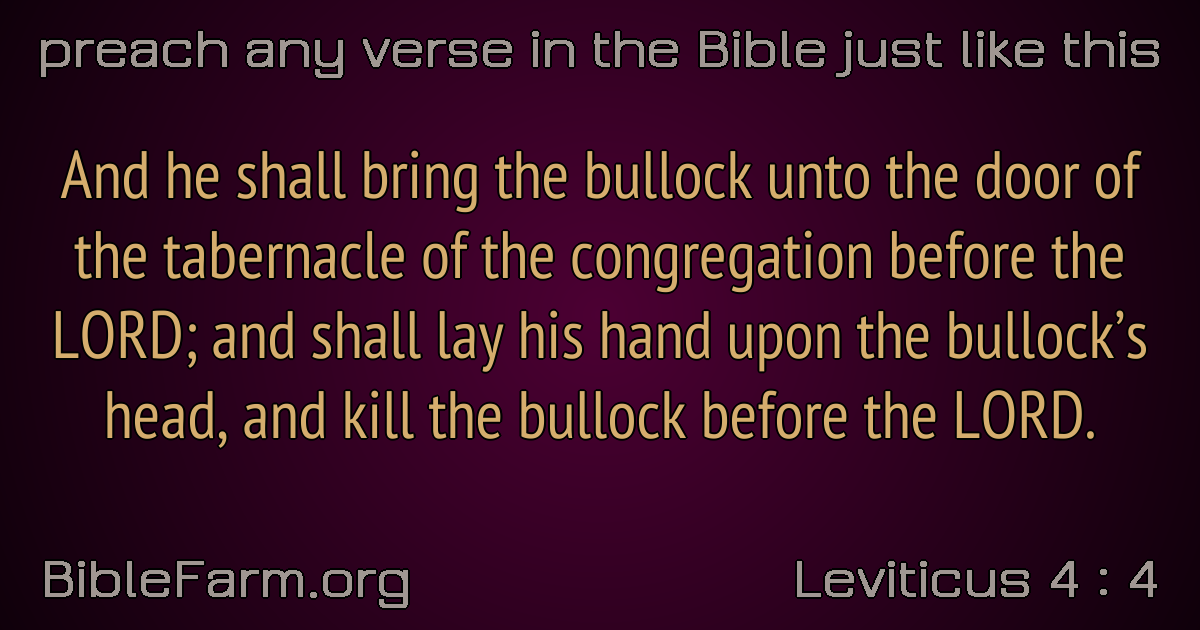 preach any verse in the Bible just like this
And he shall bring the bullock unto the door of
the tabernacle of the congregation before the
LORD; and shall lay his hand upon the bullock’s
head, and kill the bullock before the LORD.
BibleFarm.org
Leviticus 4 : 4